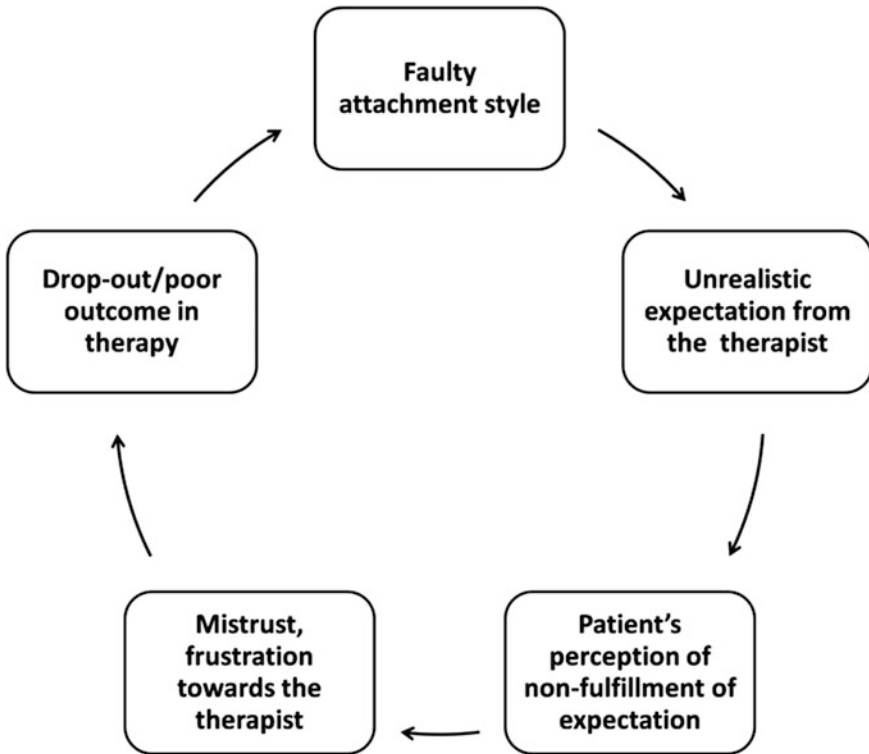 Faulty
attachment style
Unrealistic
expectation from
the therapist
Patient's
perception of
non-fulfillment of
expectation
Mistrust,
frustration
towards the
therapist
Drop-out/poor
outcome in
therapy